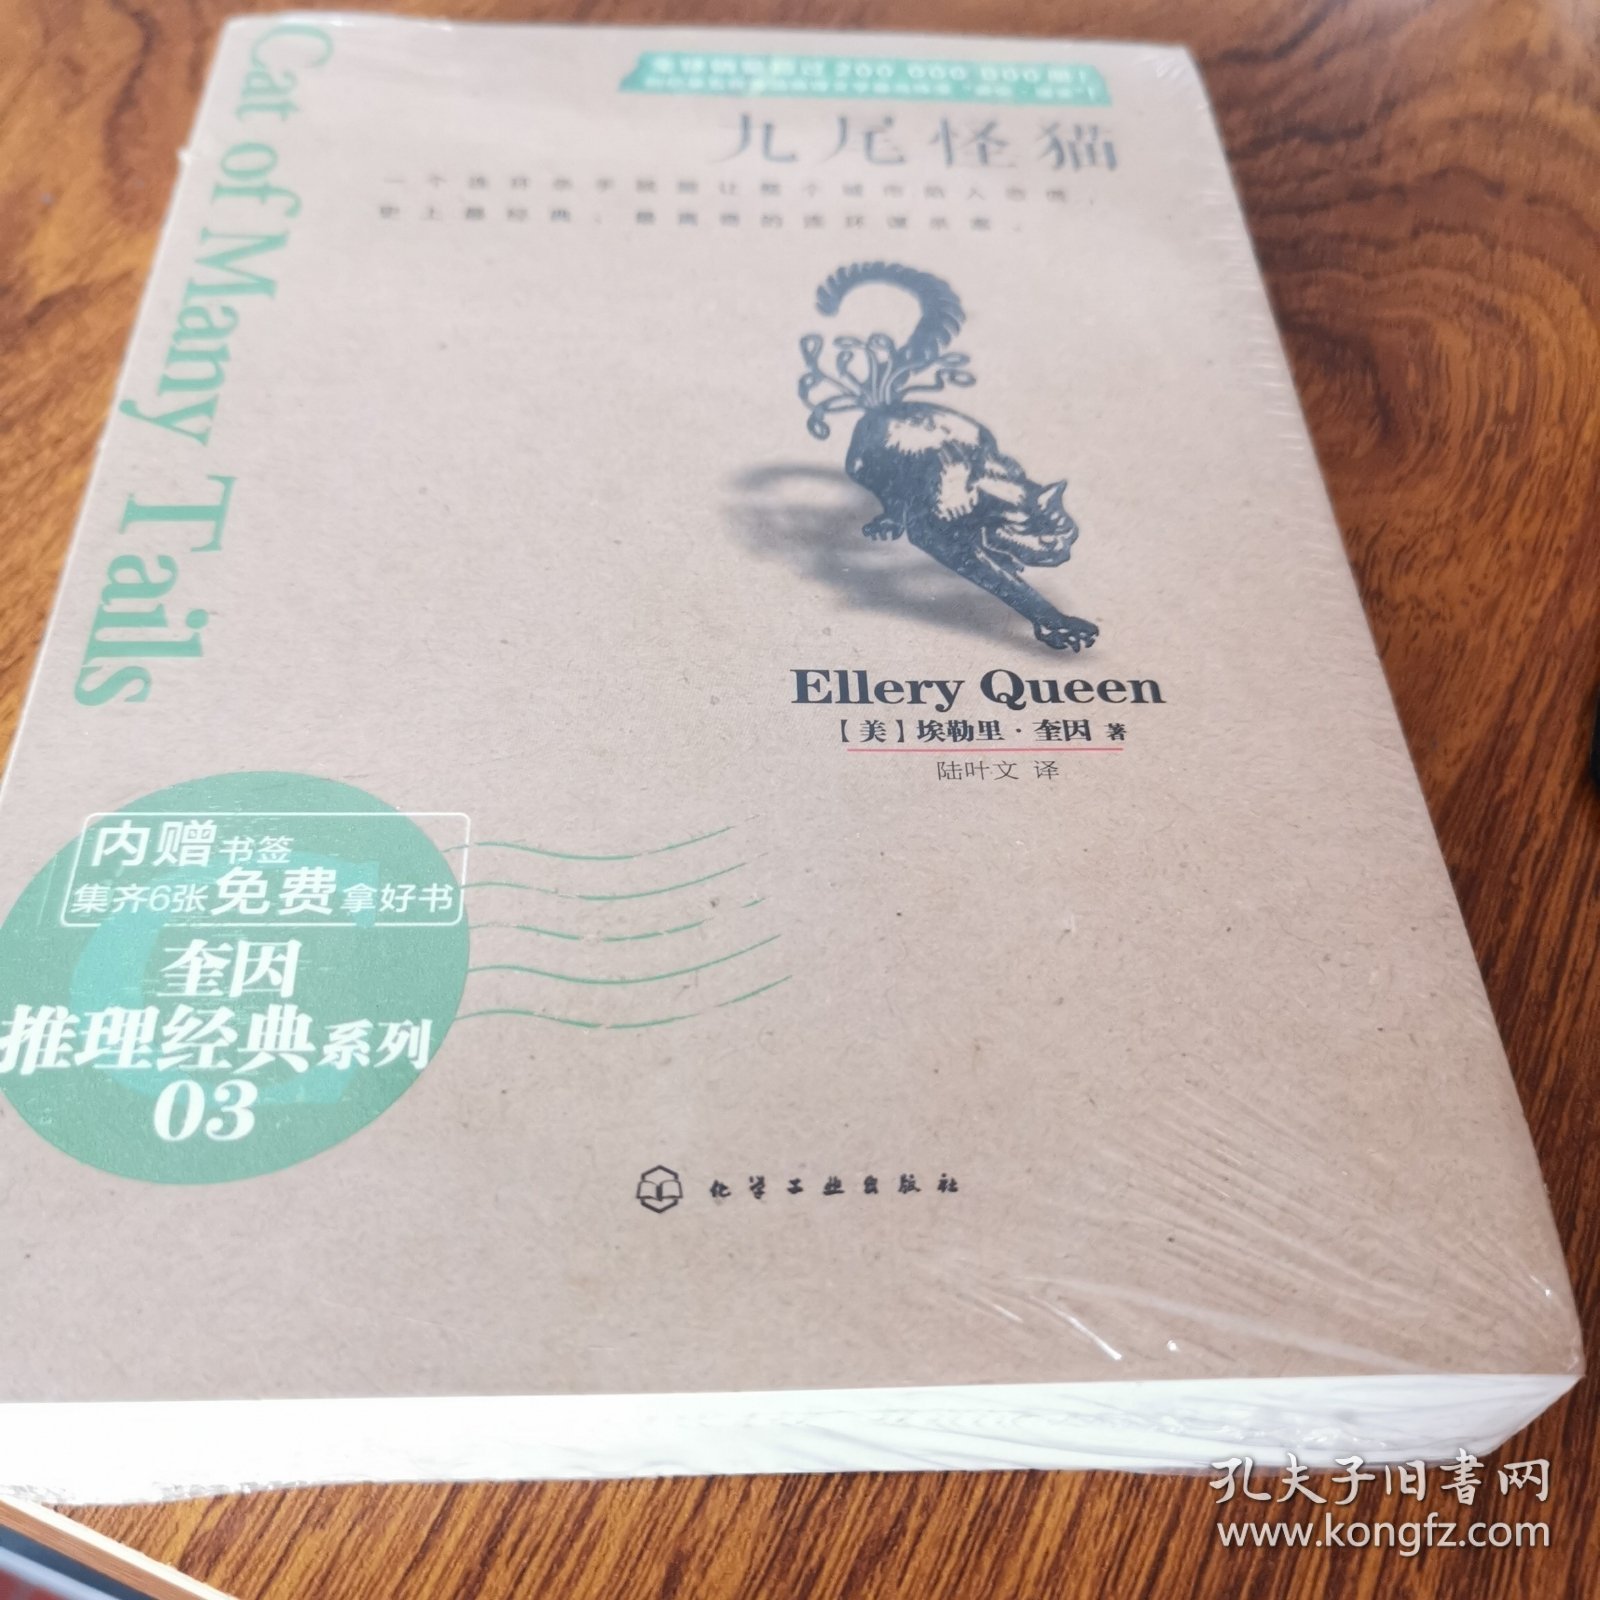 Cat of Many Tails
九尾怪猫
Ellery Queen
【美】埃勒里·奎因 著
陆叶文 译
内赠书签
集齐6张免费拿好书
奎因
推理经典系列
03
化学工业出版社
孔夫子旧书网
www.kongfz.com